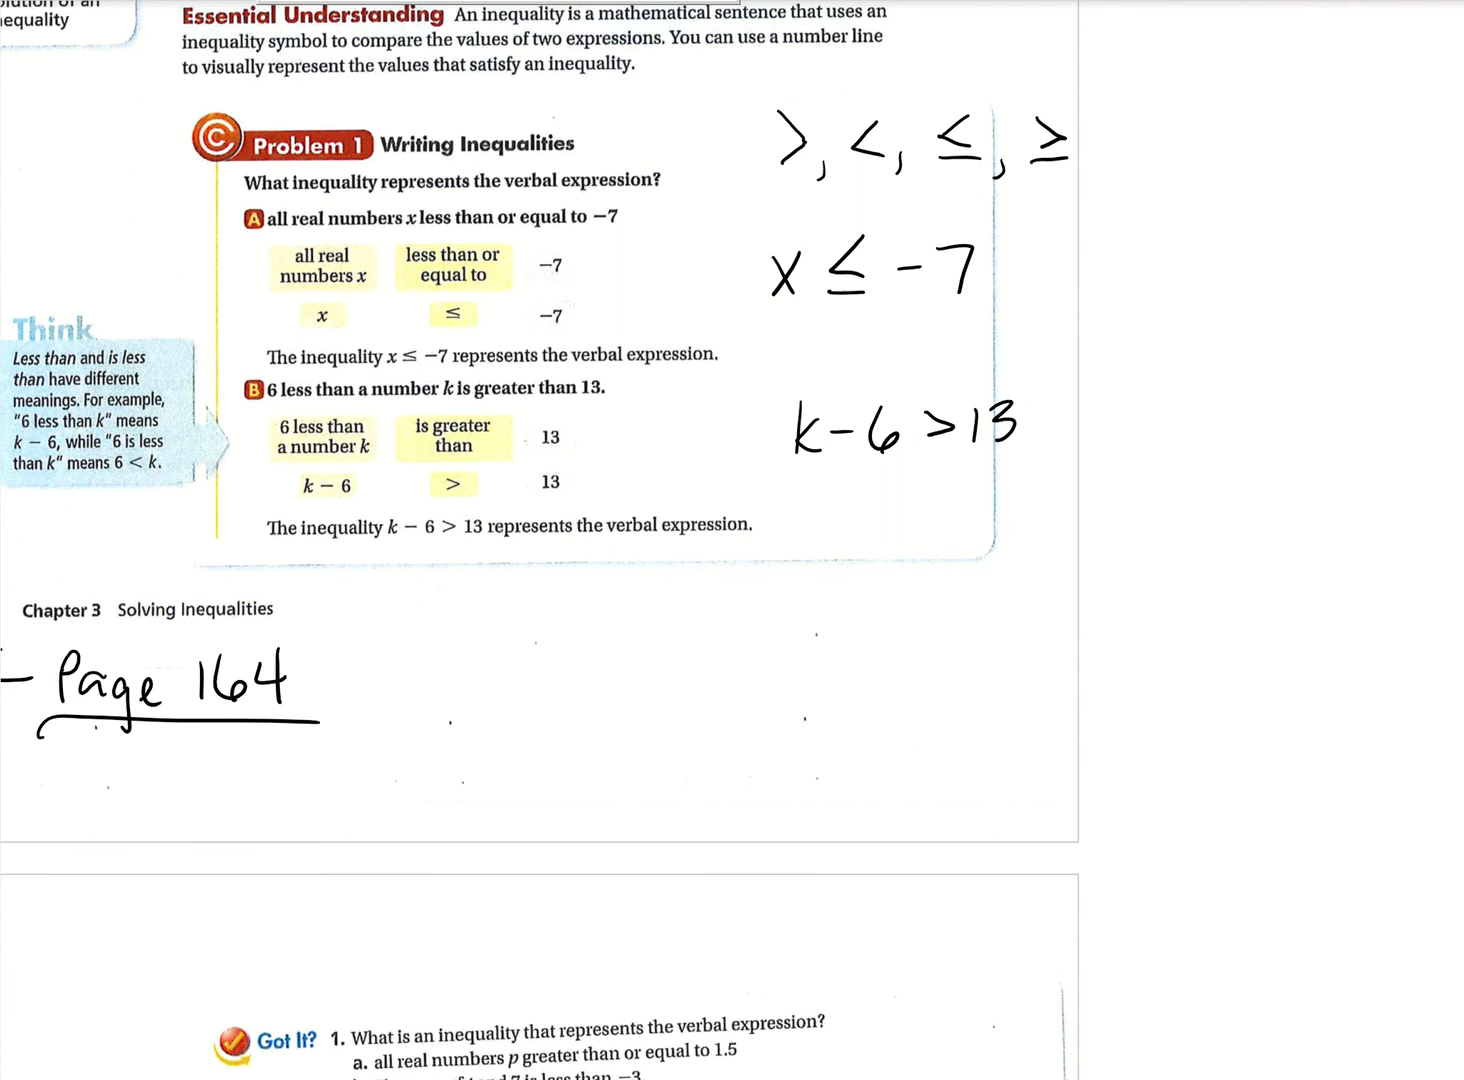 equality
Essential Understanding An inequality is a mathematical sentence that uses an
inequality symbol to compare the values of two expressions. You can use a number line
to visually represent the values that satisfy an inequality.
Problem 1 Writing Inequalities
>, <, ≤, ≥
What inequality represents the verbal expression?
A all real numbers x less than or equal to −7
all real numbers x less than or equal to −7
x ≤ −7
x ≤ -7
The inequality x ≤ −7 represents the verbal expression.
Think
Less than and is less
than have different
meanings. For example,
"6 less than k" means
k − 6, while "6 is less
than k" means 6 < k.
B 6 less than a number k is greater than 13.
6 less than a number k is greater than 13
k − 6 > 13
k-6 >13
The inequality k − 6 > 13 represents the verbal expression.
Chapter 3 Solving Inequalities
- Page 164
Got It? 1. What is an inequality that represents the verbal expression?
a. all real numbers p greater than or equal to 1.5
7 is less than −3